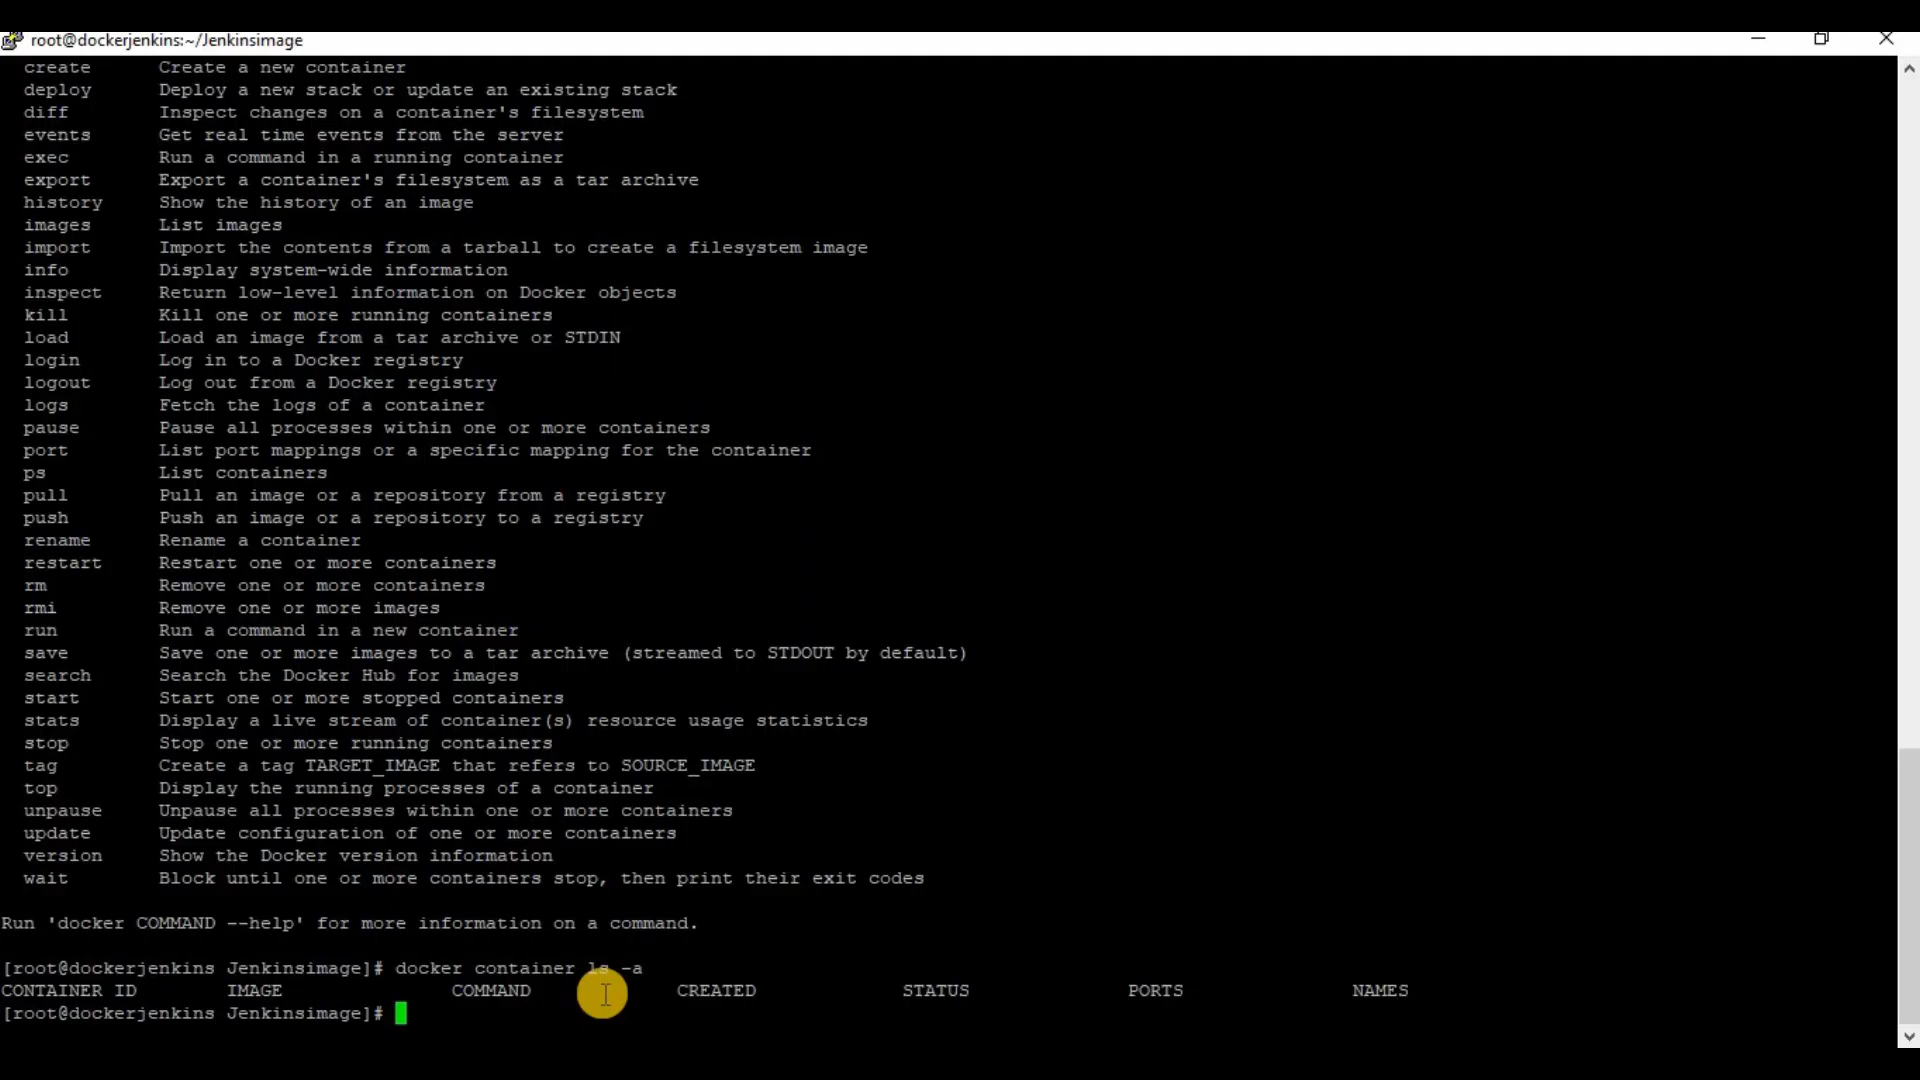 root@dockerjenkins:~/Jenkinsimage
create Create a new container
deploy Deploy a new stack or update an existing stack
diff Inspect changes on a container's filesystem
events Get real time events from the server
exec Run a command in a running container
export Export a container's filesystem as a tar archive
history Show the history of an image
images List images
import Import the contents from a tarball to create a filesystem image
info Display system-wide information
inspect Return low-level information on Docker objects
kill Kill one or more running containers
load Load an image from a tar archive or STDIN
login Log in to a Docker registry
logout Log out from a Docker registry
logs Fetch the logs of a container
pause Pause all processes within one or more containers
port List port mappings or a specific mapping for the container
ps List containers
pull Pull an image or a repository from a registry
push Push an image or a repository to a registry
rename Rename a container
restart Restart one or more containers
rm Remove one or more containers
rmi Remove one or more images
run Run a command in a new container
save Save one or more images to a tar archive (streamed to STDOUT by default)
search Search the Docker Hub for images
start Start one or more stopped containers
stats Display a live stream of container(s) resource usage statistics
stop Stop one or more running containers
tag Create a tag TARGET_IMAGE that refers to SOURCE_IMAGE
top Display the running processes of a container
unpause Unpause all processes within one or more containers
update Update configuration of one or more containers
version Show the Docker version information
wait Block until one or more containers stop, then print their exit codes
Run 'docker COMMAND --help' for more information on a command.
[root@dockerjenkins Jenkinsimage]# docker container ls -a
CONTAINER ID IMAGE COMMAND CREATED STATUS PORTS NAMES
[root@dockerjenkins Jenkinsimage]#